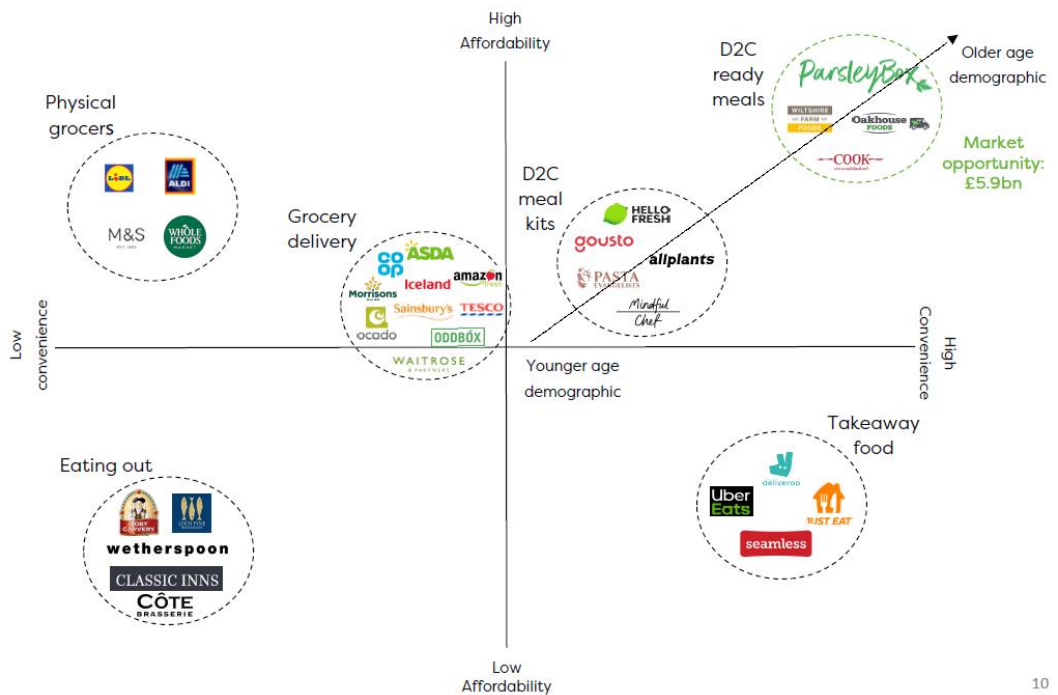 High
Affordability
D2C
ready
meals
Older age
demographic
ParsleyBox
WILTSHIRE
FARM
FOODS
Oakhouse
FOODS
COOK
Market
opportunity:
£5.9bn
Physical
grocers
LIDL
ALDI
M&S
EST. 1884
WHOLE
FOODS
MARKET
Grocery
delivery
CO
OP
ASDA
Morrisons
Iceland
amazon
fresh
Sainsbury's
TESCO
ocado
ODDBOX
WAITROSE
& PARTNERS
D2C
meal
kits
HELLO
FRESH
gousto
allplants
PASTA
EVANGELISTS
Mindful
Chef
Low
convenience
High
Convenience
Younger age
demographic
Eating out
TOBY
CARVERY
wetherspoon
CLASSIC INNS
CÔTE
BRASSERIE
Takeaway
food
deliveroo
Uber
Eats
JUST EAT
seamless
Low
Affordability
10